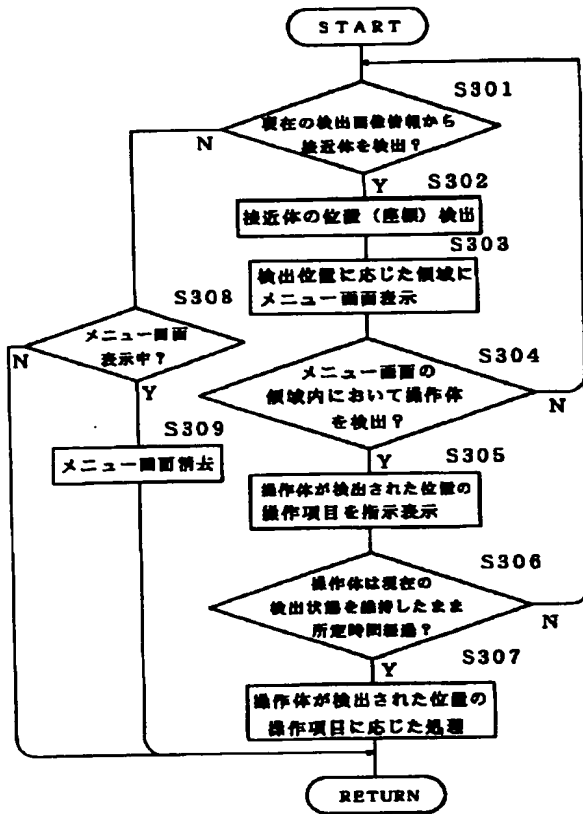 START
S301
現在の検出画像情報から
接近体を検出？
N
Y
S302
接近体の位置（座標）検出
S303
検出位置に応じた領域に
メニュー画面表示
S308
メニュー画面
表示中？
N
Y
S304
メニュー画面の
領域内において操作体
を検出？
N
Y
S309
メニュー画面消去
S305
操作体が検出された位置の
操作項目を指示表示
S306
操作体は現在の
検出状態を維持したまま
所定時間経過？
N
Y
S307
操作体が検出された位置の
操作項目に応じた処理
RETURN